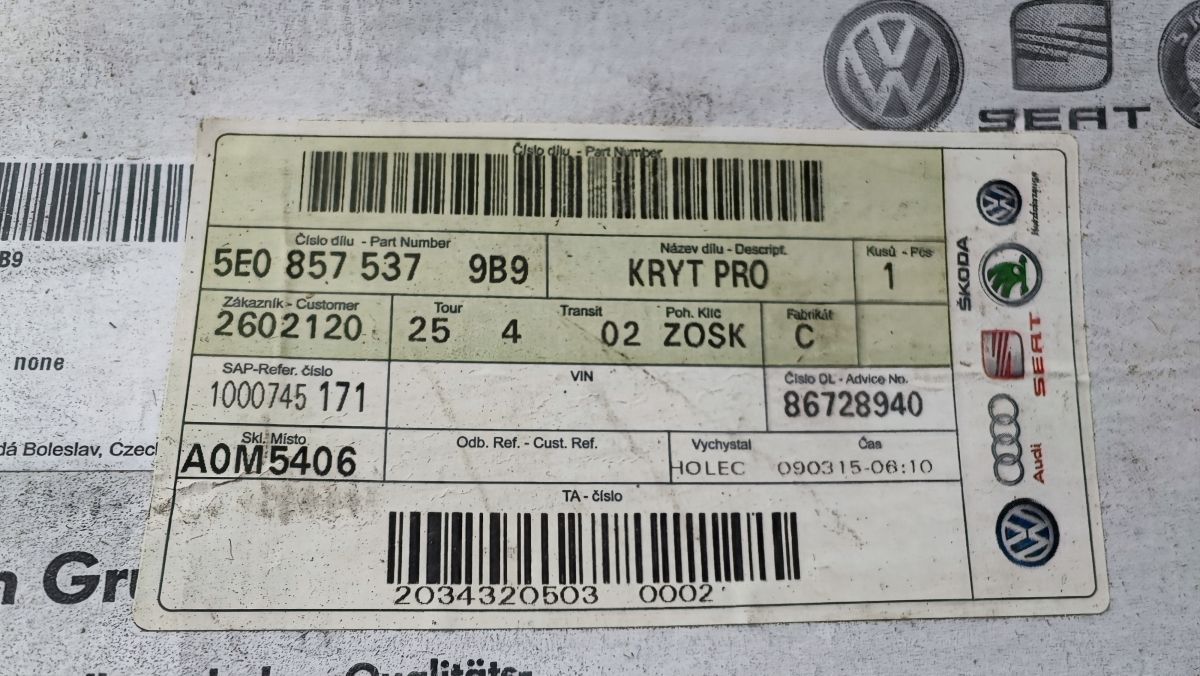 SEAT
Číslo dílu - Part Number
Číslo dílu - Part Number
Název dílu - Descript.
Kusů - Pcs
5E0 857 537 9B9
KRYT PRO
1
Zákazník - Customer
Tour
Transit
Poh. Klíč
Fabrikát
2602120
25 4
02 ZOSK
C
SAP-Refer. číslo
VIN
Číslo DL - Advice No.
1000745 171
86728940
Skl. Místo
Odb. Ref. - Cust. Ref.
Vychystal
Čas
A0M5406
HOLEC
090315-06:10
TA - číslo
2034320503 0002
ŠKODA
SEAT
Audi
B9
none
dá Boleslav, Czec
n Gru
Qualitäts-